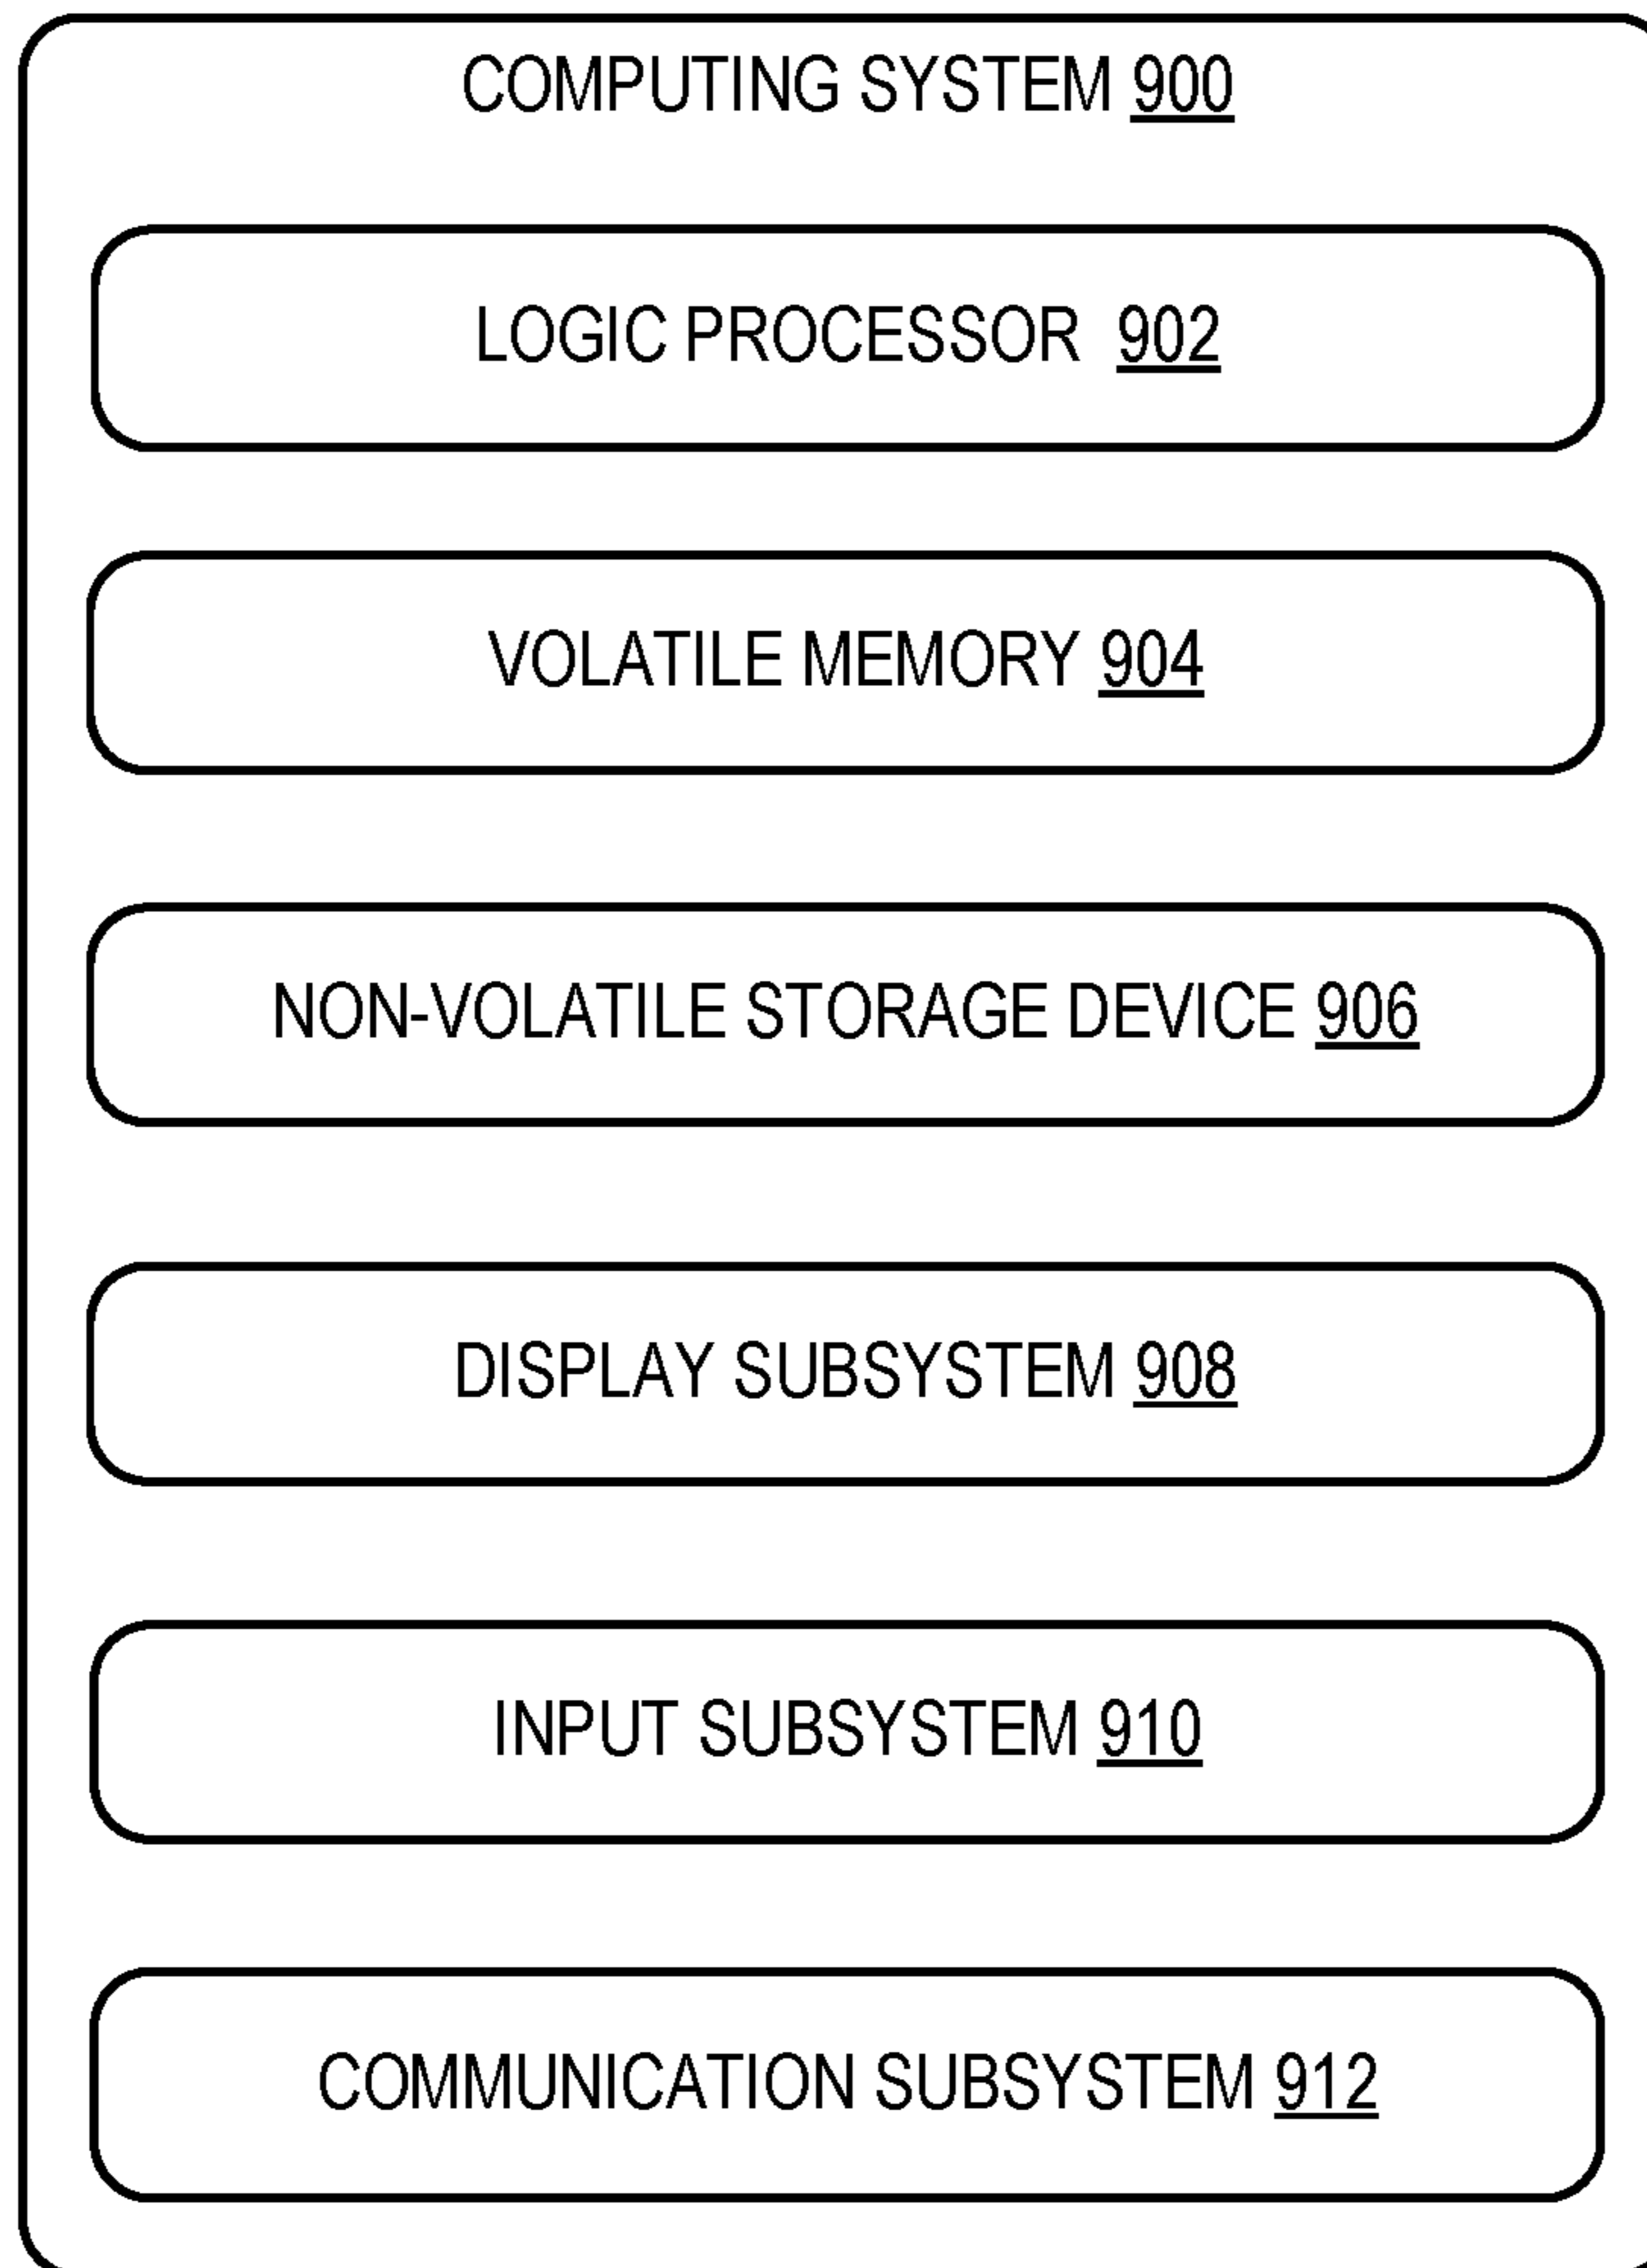 COMPUTING SYSTEM 900
LOGIC PROCESSOR 902
VOLATILE MEMORY 904
NON-VOLATILE STORAGE DEVICE 906
DISPLAY SUBSYSTEM 908
INPUT SUBSYSTEM 910
COMMUNICATION SUBSYSTEM 912